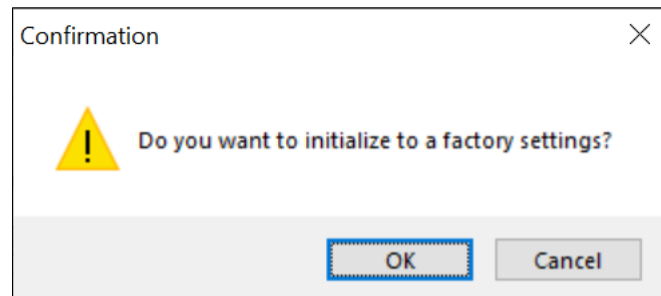 Confirmation
Do you want to initialize to a factory settings?
OK
Cancel